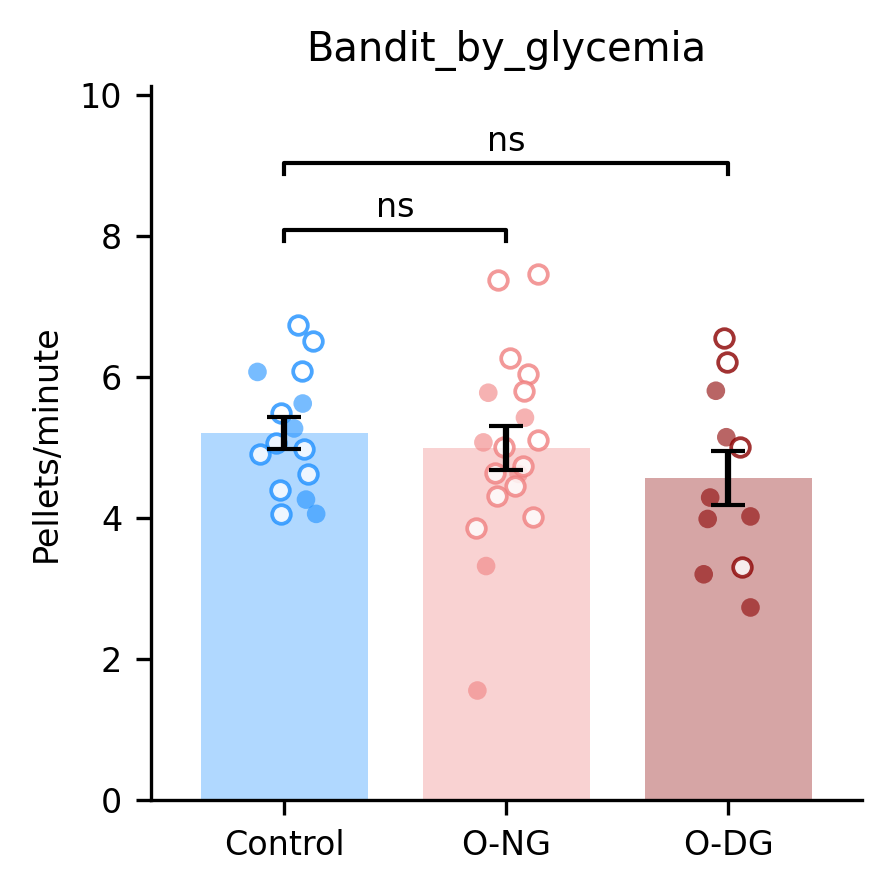 Bandit_by_glycemia
10
ns
ns
8
6
4
2
0
Pellets/minute
Control
O-NG
O-DG